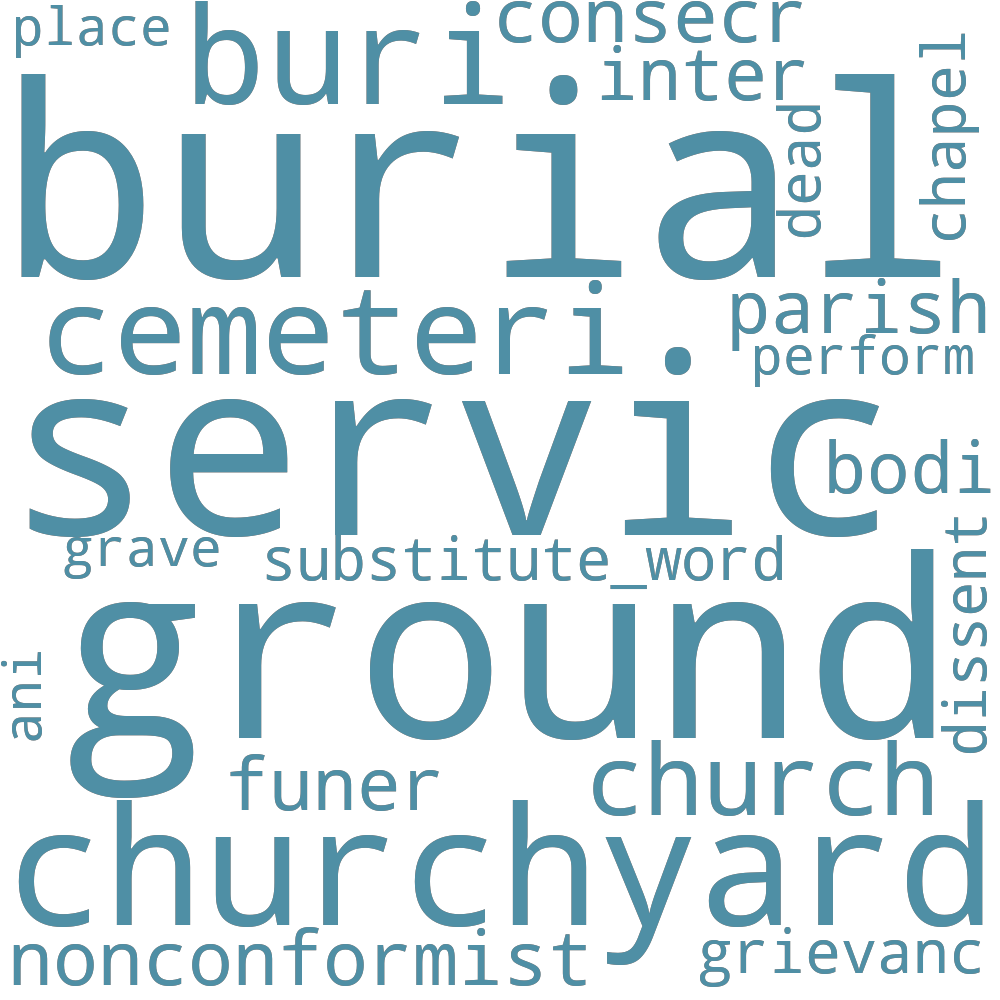 place
buri
consecr
inter
burial
dead
chapel
cemeteri
parish
perform
servic
bodi
grave
substitute_word
dissent
ground
ani
funer
church
churchyard
nonconformist
grievanc